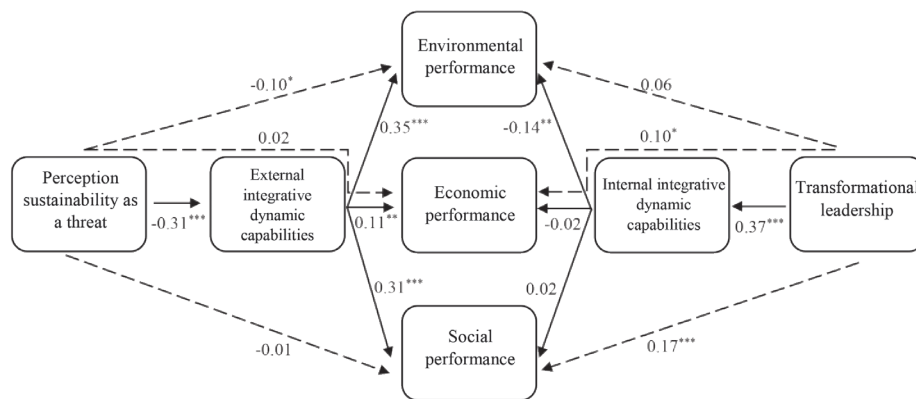 Environmental
performance
-0.10*
0.06
0.35***
-0.14**
0.02
0.10*
Perception
sustainability as
a threat
External
integrative
dynamic
capabilities
Economic
performance
Internal integrative
dynamic
capabilities
Transformational
leadership
-0.31***
0.11**
-0.02
0.37***
0.31***
0.02
Social
performance
-0.01
0.17***